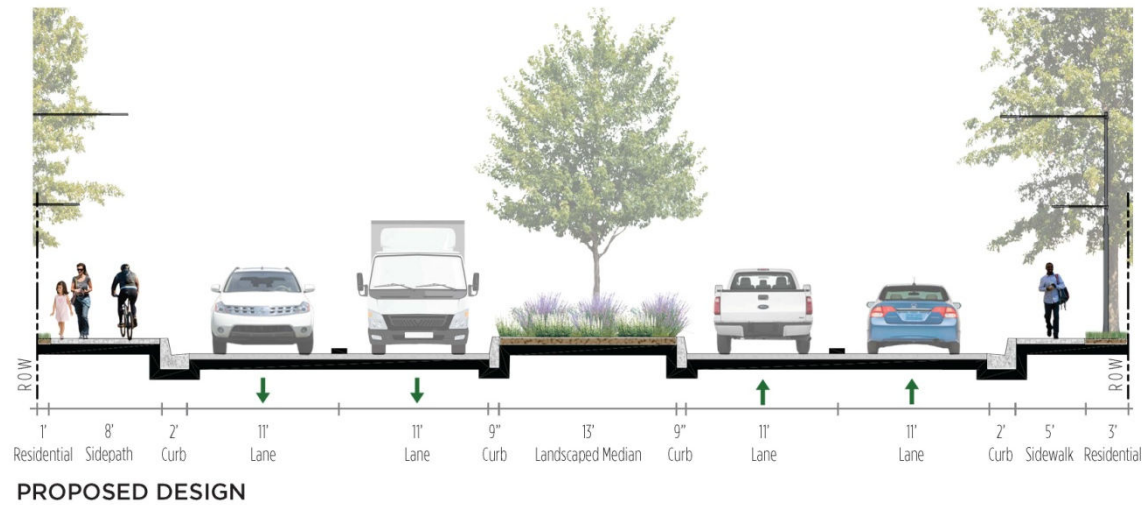 ROW
ROW
1' 8' 2' 11' 11' 9" 13' 9" 11' 11' 2' 5' 3'
Residential Sidepath Curb Lane Lane Curb Landscaped Median Curb Lane Lane Curb Sidewalk Residential
PROPOSED DESIGN